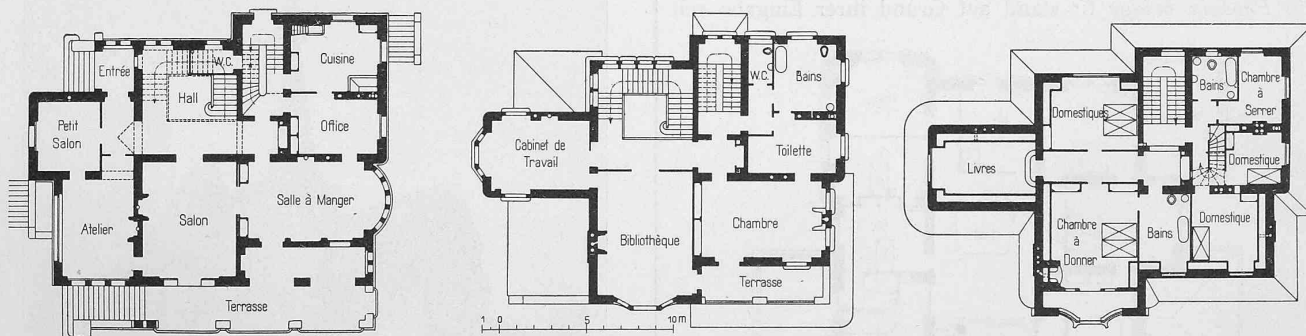 Entrée
W.C.
Cuisine
Hall
Petit
Salon
Office
Atelier
Salon
Salle à Manger
Terrasse
W.C.
Bains
Cabinet de
Travail
Toilette
Bibliothèque
Chambre
Terrasse
1 0 5 10 m
Bains
Chambre
à
Serrer
Domestiques
Livres
Domestique
Chambre
à
Donner
Bains
Domestique